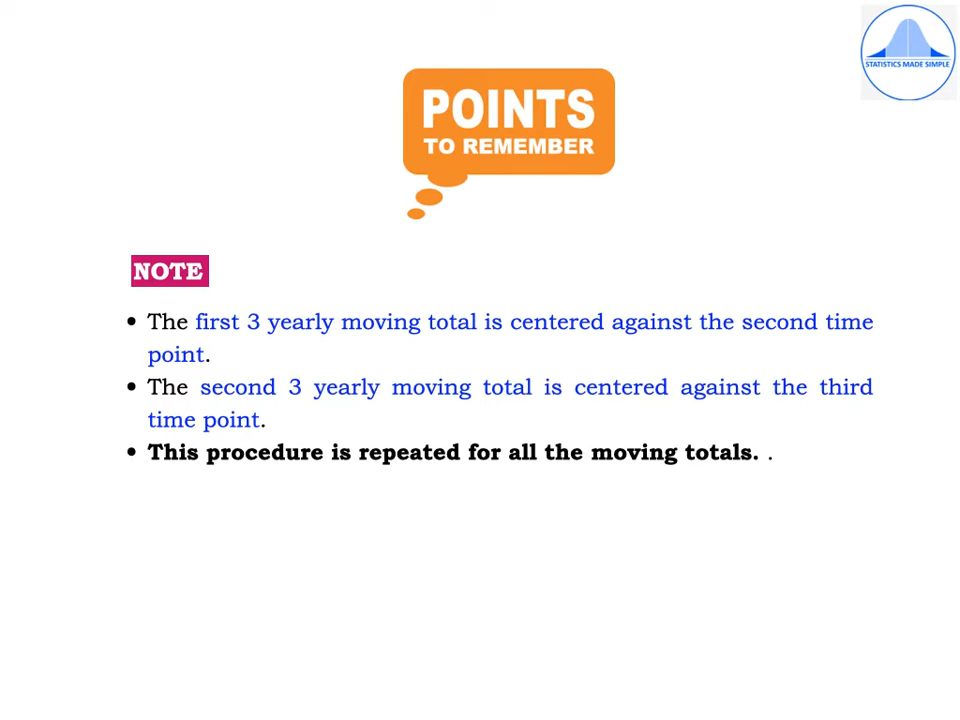 STATISTICS MADE SIMPLE
POINTS
TO REMEMBER
NOTE
• The first 3 yearly moving total is centered against the second time
point.
• The second 3 yearly moving total is centered against the third
time point.
• This procedure is repeated for all the moving totals. .